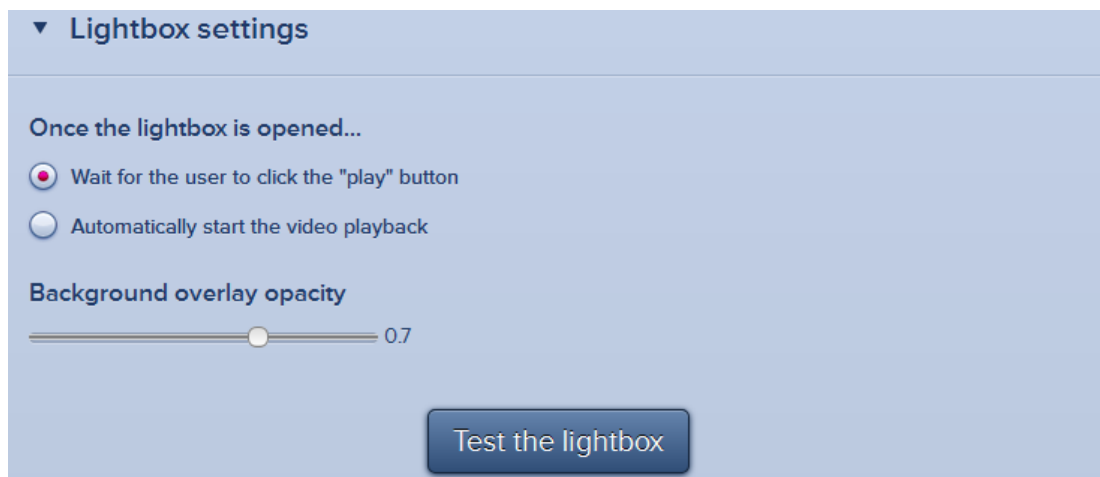 Lightbox settings
Once the lightbox is opened...
Wait for the user to click the "play" button
Automatically start the video playback
Background overlay opacity
0.7
Test the lightbox